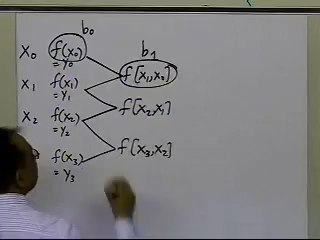 b₀
b₁
x₀ f(x₀)
= y₀
f[x₁,x₀]
x₁ f(x₁)
= y₁
f[x₂,x₁]
x₂ f(x₂)
= y₂
f[x₃,x₂]
f(x₃)
= y₃